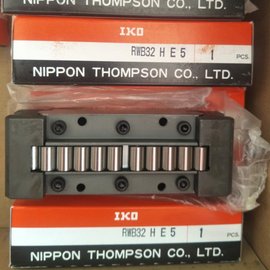 NIPPON THOMPSON CO., LTD.
IKO
RWB32 H E 5 1 PCS.
NIPPON THOMPSON CO., LTD.
IKO
RWB32 H E 5 1 PCS.
NIPPON THOMPSON CO., LTD.